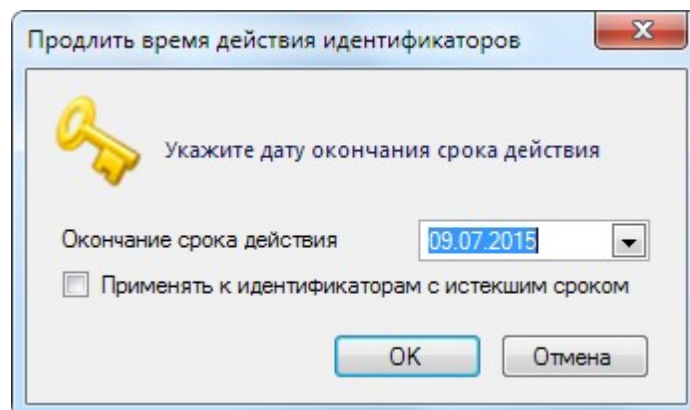 Продлить время действия идентификаторов
Укажите дату окончания срока действия
Окончание срока действия 09.07.2015
Применять к идентификаторам с истекшим сроком
OK Отмена